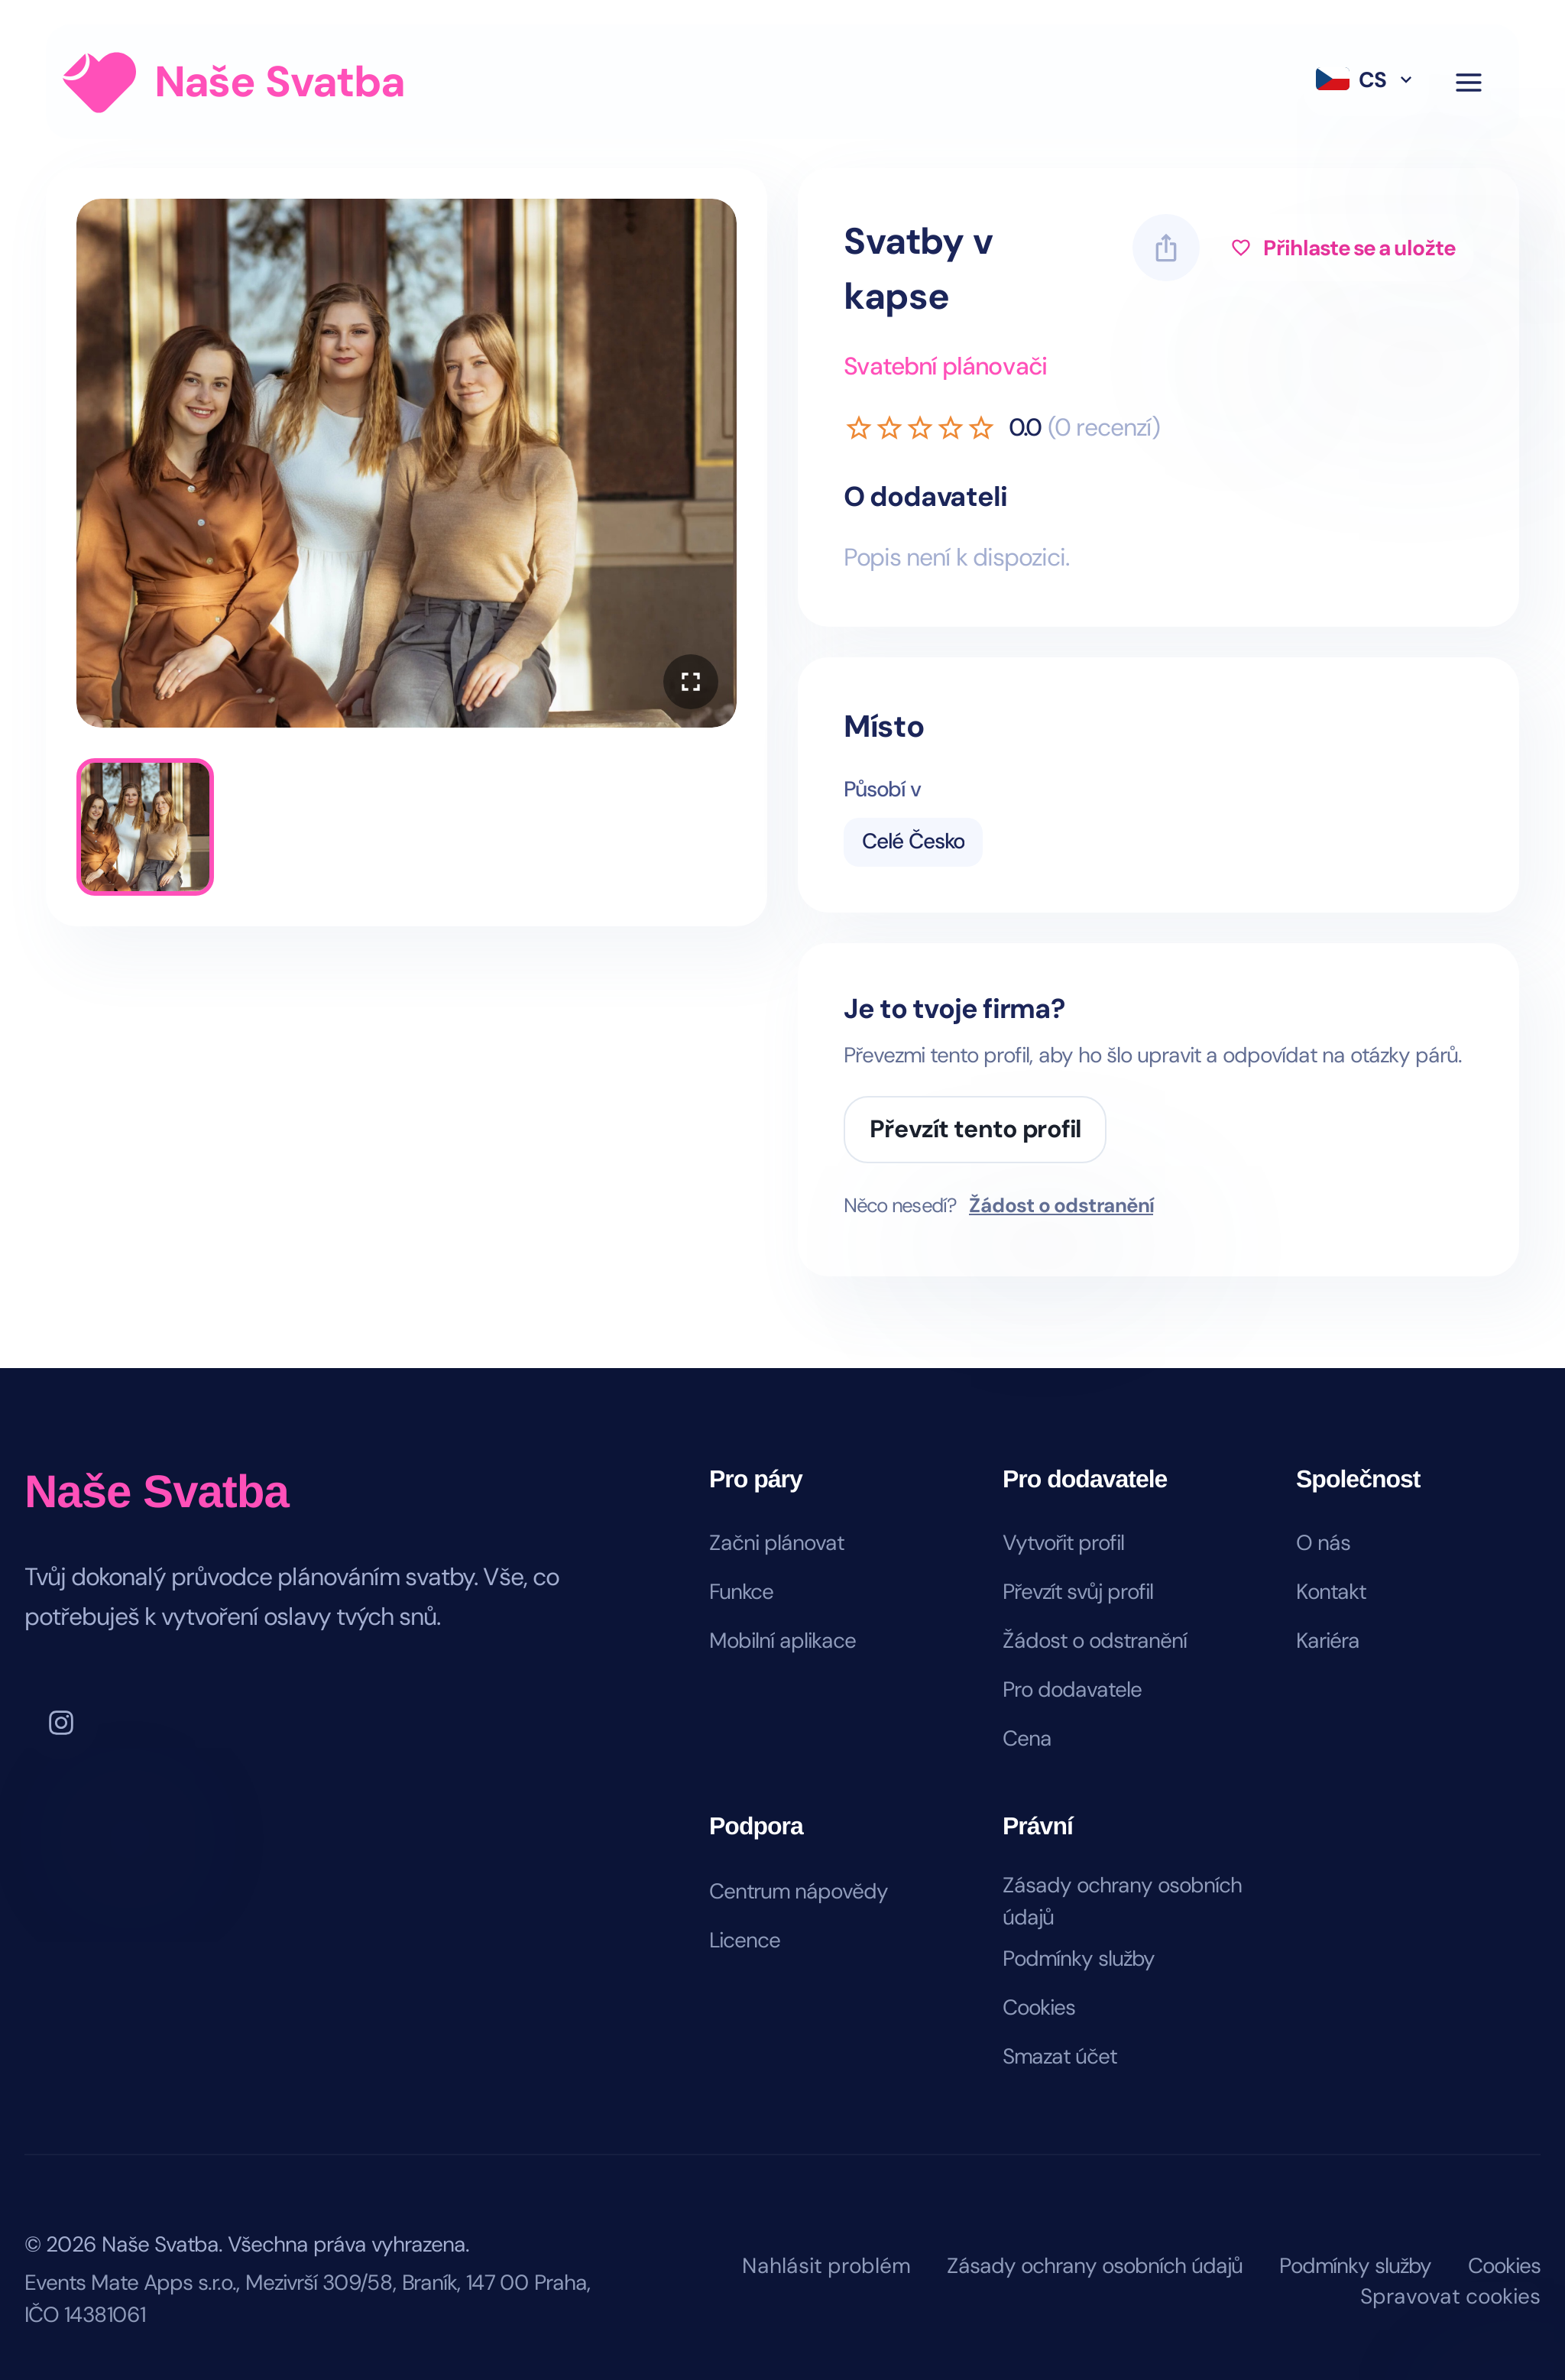 Naše Svatba
CS
Svatby v
kapse
Přihlaste se a uložte
Svatební plánovači
0.0 (0 recenzí)
O dodavateli
Popis není k dispozici.
Místo
Působí v
Celé Česko
Je to tvoje firma?
Převezmi tento profil, aby ho šlo upravit a odpovídat na otázky párů.
Převzít tento profil
Něco nesedí? Žádost o odstranění
Naše Svatba
Tvůj dokonalý průvodce plánováním svatby. Vše, co
potřebuješ k vytvoření oslavy tvých snů.
Pro páry
Začni plánovat
Funkce
Mobilní aplikace
Pro dodavatele
Vytvořit profil
Převzít svůj profil
Žádost o odstranění
Pro dodavatele
Cena
Společnost
O nás
Kontakt
Kariéra
Podpora
Centrum nápovědy
Licence
Právní
Zásady ochrany osobních
údajů
Podmínky služby
Cookies
Smazat účet
© 2026 Naše Svatba. Všechna práva vyhrazena.
Events Mate Apps s.r.o., Mezivrší 309/58, Braník, 147 00 Praha,
IČO 14381061
Nahlásit problém Zásady ochrany osobních údajů Podmínky služby Cookies
Spravovat cookies